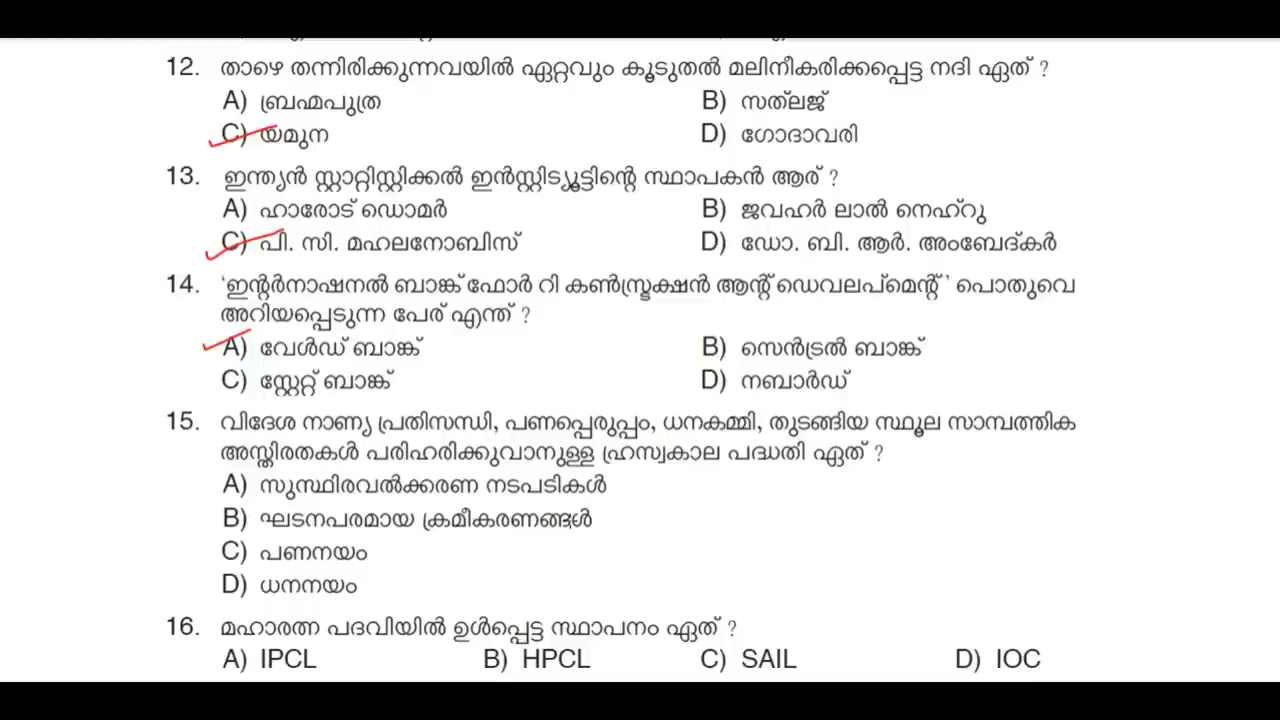 12. താഴെ തന്നിരിക്കുന്നവയിൽ ഏറ്റവും കൂടുതൽ മലിനീകരിക്കപ്പെട്ട നദി ഏത് ?
A) ബ്രഹ്മപുത്ര B) സത്‌ലജ്
C) യമുന D) ഗോദാവരി
13. ഇന്ത്യൻ സ്റ്റാറ്റിസ്റ്റിക്കൽ ഇൻസ്റ്റിട്യൂട്ടിന്റെ സ്ഥാപകൻ ആര് ?
A) ഹാരോട് ഡൊമർ B) ജവഹർ ലാൽ നെഹ്റു
C) പി. സി. മഹലനോബിസ് D) ഡോ. ബി. ആർ. അംബേദ്കർ
14. 'ഇന്റർനാഷനൽ ബാങ്ക് ഫോർ റി കൺസ്ട്രക്ഷൻ ആന്റ് ഡെവലപ്മെന്റ്' പൊതുവെ
അറിയപ്പെടുന്ന പേര് എന്ത് ?
A) വേൾഡ് ബാങ്ക് B) സെൻട്രൽ ബാങ്ക്
C) സ്റ്റേറ്റ് ബാങ്ക് D) നബാർഡ്
15. വിദേശ നാണ്യ പ്രതിസന്ധി, പണപ്പെരുപ്പം, ധനകമ്മി, തുടങ്ങിയ സ്ഥൂല സാമ്പത്തിക
അസ്തിരതകൾ പരിഹരിക്കുവാനുള്ള ഹ്രസ്വകാല പദ്ധതി ഏത് ?
A) സുസ്ഥിരവൽക്കരണ നടപടികൾ
B) ഘടനപരമായ ക്രമീകരണങ്ങൾ
C) പണനയം
D) ധനനയം
16. മഹാരത്ന പദവിയിൽ ഉൾപ്പെട്ട സ്ഥാപനം ഏത് ?
A) IPCL B) HPCL C) SAIL D) IOC